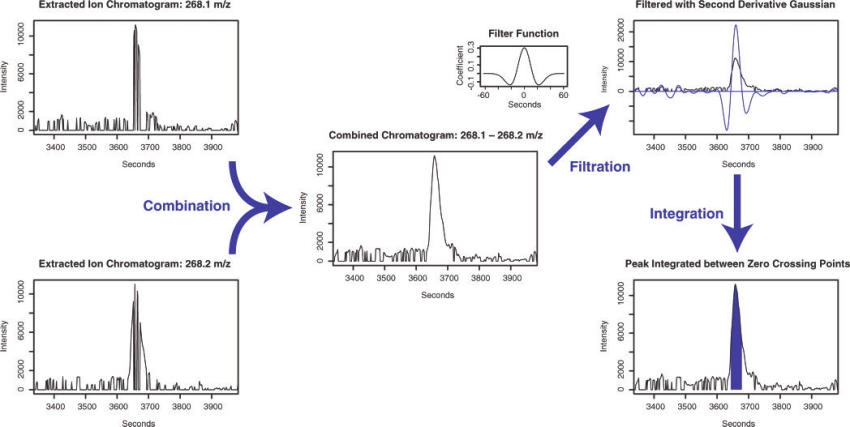 Extracted Ion Chromatogram: 268.1 m/z
Intensity
0 2000 6000 10000
3400 3500 3600 3700 3800 3900
Seconds
Extracted Ion Chromatogram: 268.2 m/z
Intensity
0 2000 6000 10000
3400 3500 3600 3700 3800 3900
Seconds
Combination
Combined Chromatogram: 268.1 – 268.2 m/z
Intensity
0 2000 6000 10000
3400 3500 3600 3700 3800 3900
Seconds
Filter Function
Coefficient
-0.1 0.1 0.3
-60 0 60
Seconds
Filtration
Filtered with Second Derivative Gaussian
Intensity
0 10000 20000
3400 3500 3600 3700 3800 3900
Seconds
Integration
Peak Integrated between Zero Crossing Points
Intensity
0 2000 6000 10000
3400 3500 3600 3700 3800 3900
Seconds